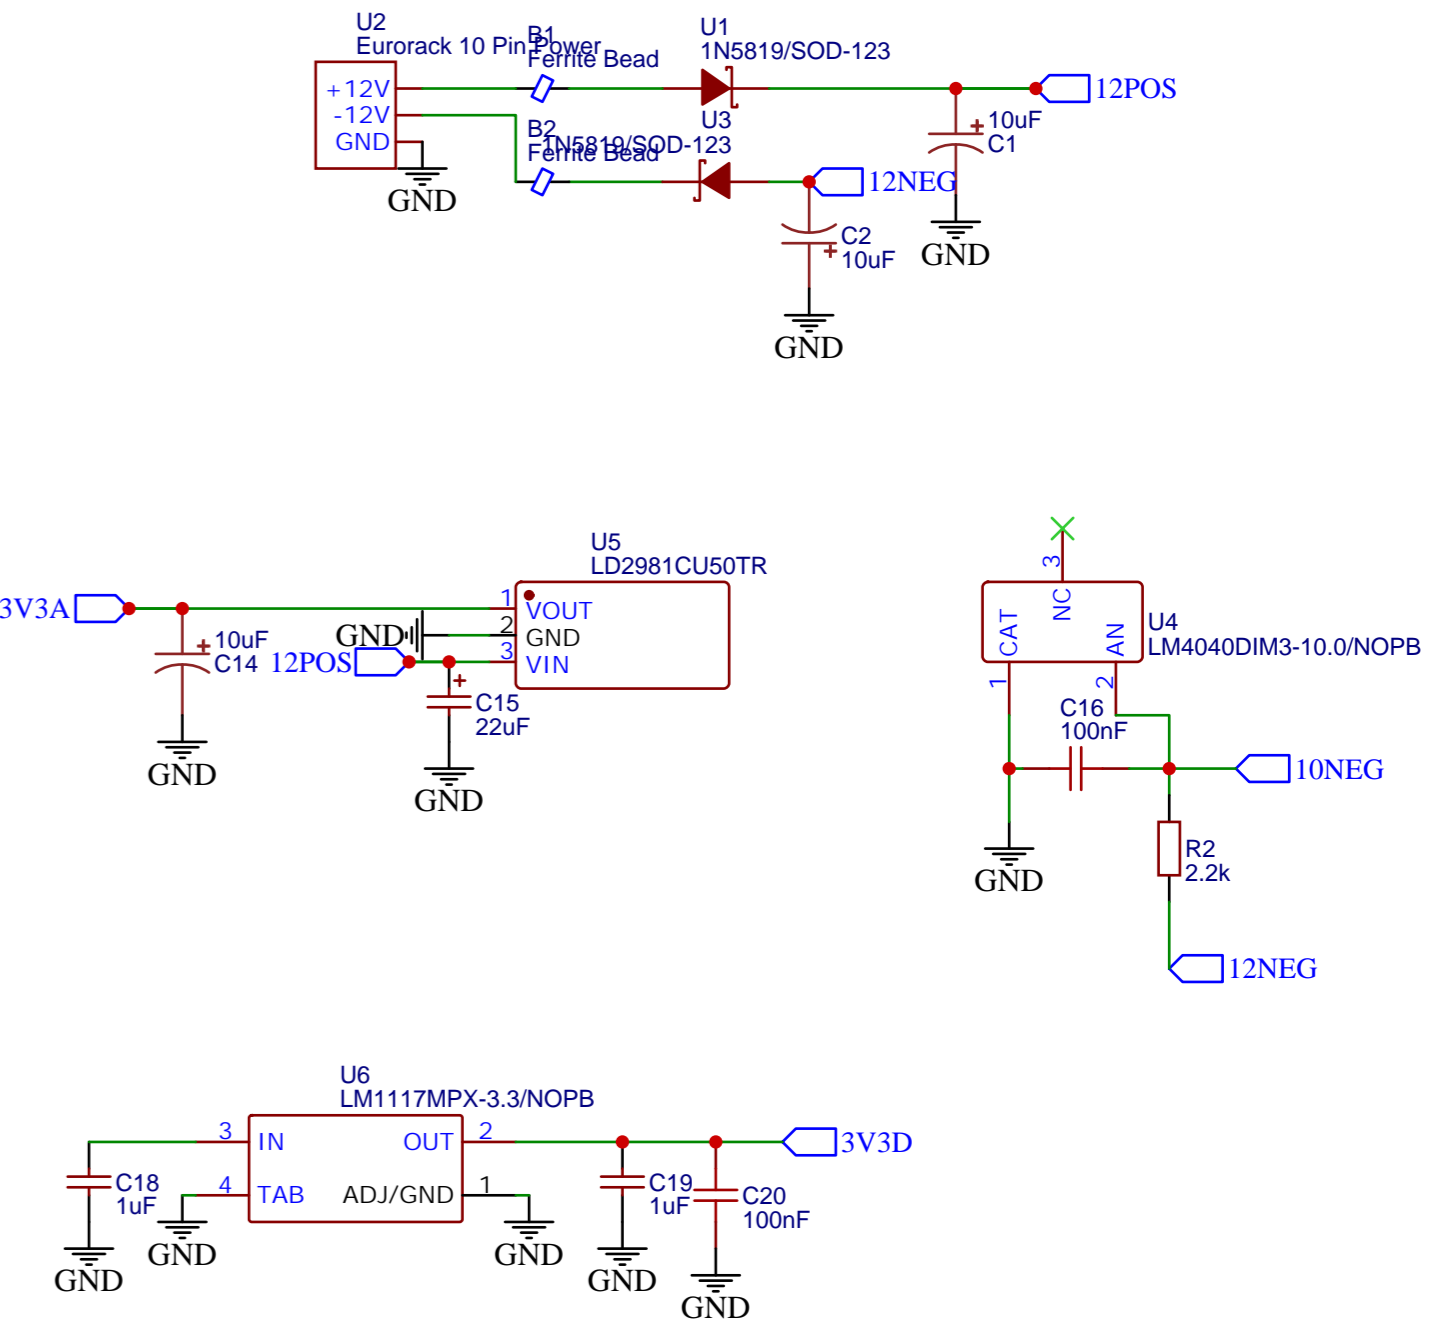 U2
Eurorack 10 Pin Power
+12V
-12V
GND
GND
B1
Ferrite Bead
U1
1N5819/SOD-123
12POS
10uF
C1
GND
B2
Ferrite Bead
U3
1N5819/SOD-123
12NEG
C2
10uF
GND
3V3A
10uF
C14
GND
U5
LD2981CU50TR
1
VOUT
2
GND
3
VIN
GND
12POS
C15
22uF
GND
3
NC
CAT
AN
1
2
U4
LM4040DIM3-10.0/NOPB
C16
100nF
10NEG
GND
R2
2.2k
12NEG
U6
LM1117MPX-3.3/NOPB
3
IN
OUT
2
4
TAB
ADJ/GND
1
C18
1uF
GND
GND
GND
C19
1uF
GND
C20
100nF
GND
3V3D